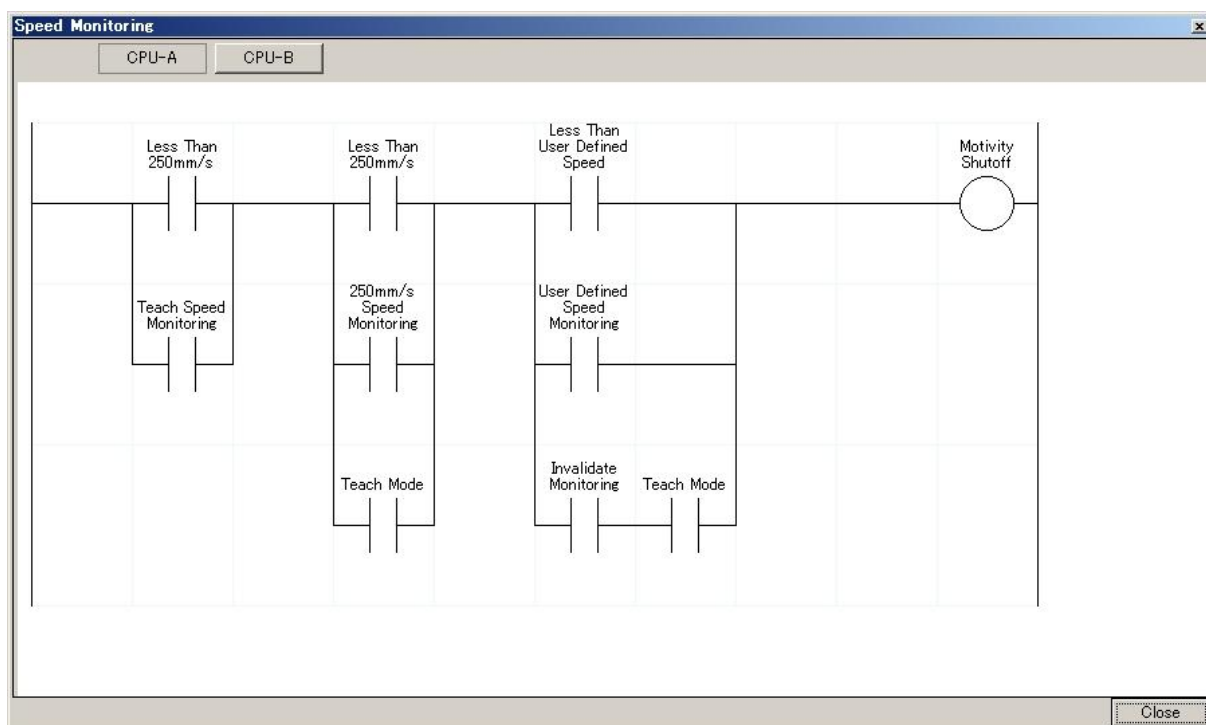 Speed Monitoring
CPU-A
CPU-B
Less Than
250mm/s
Less Than
250mm/s
Less Than
User Defined
Speed
Motivity
Shutoff
Teach Speed
Monitoring
250mm/s
Speed
Monitoring
User Defined
Speed
Monitoring
Teach Mode
Invalidate
Monitoring
Teach Mode
Close